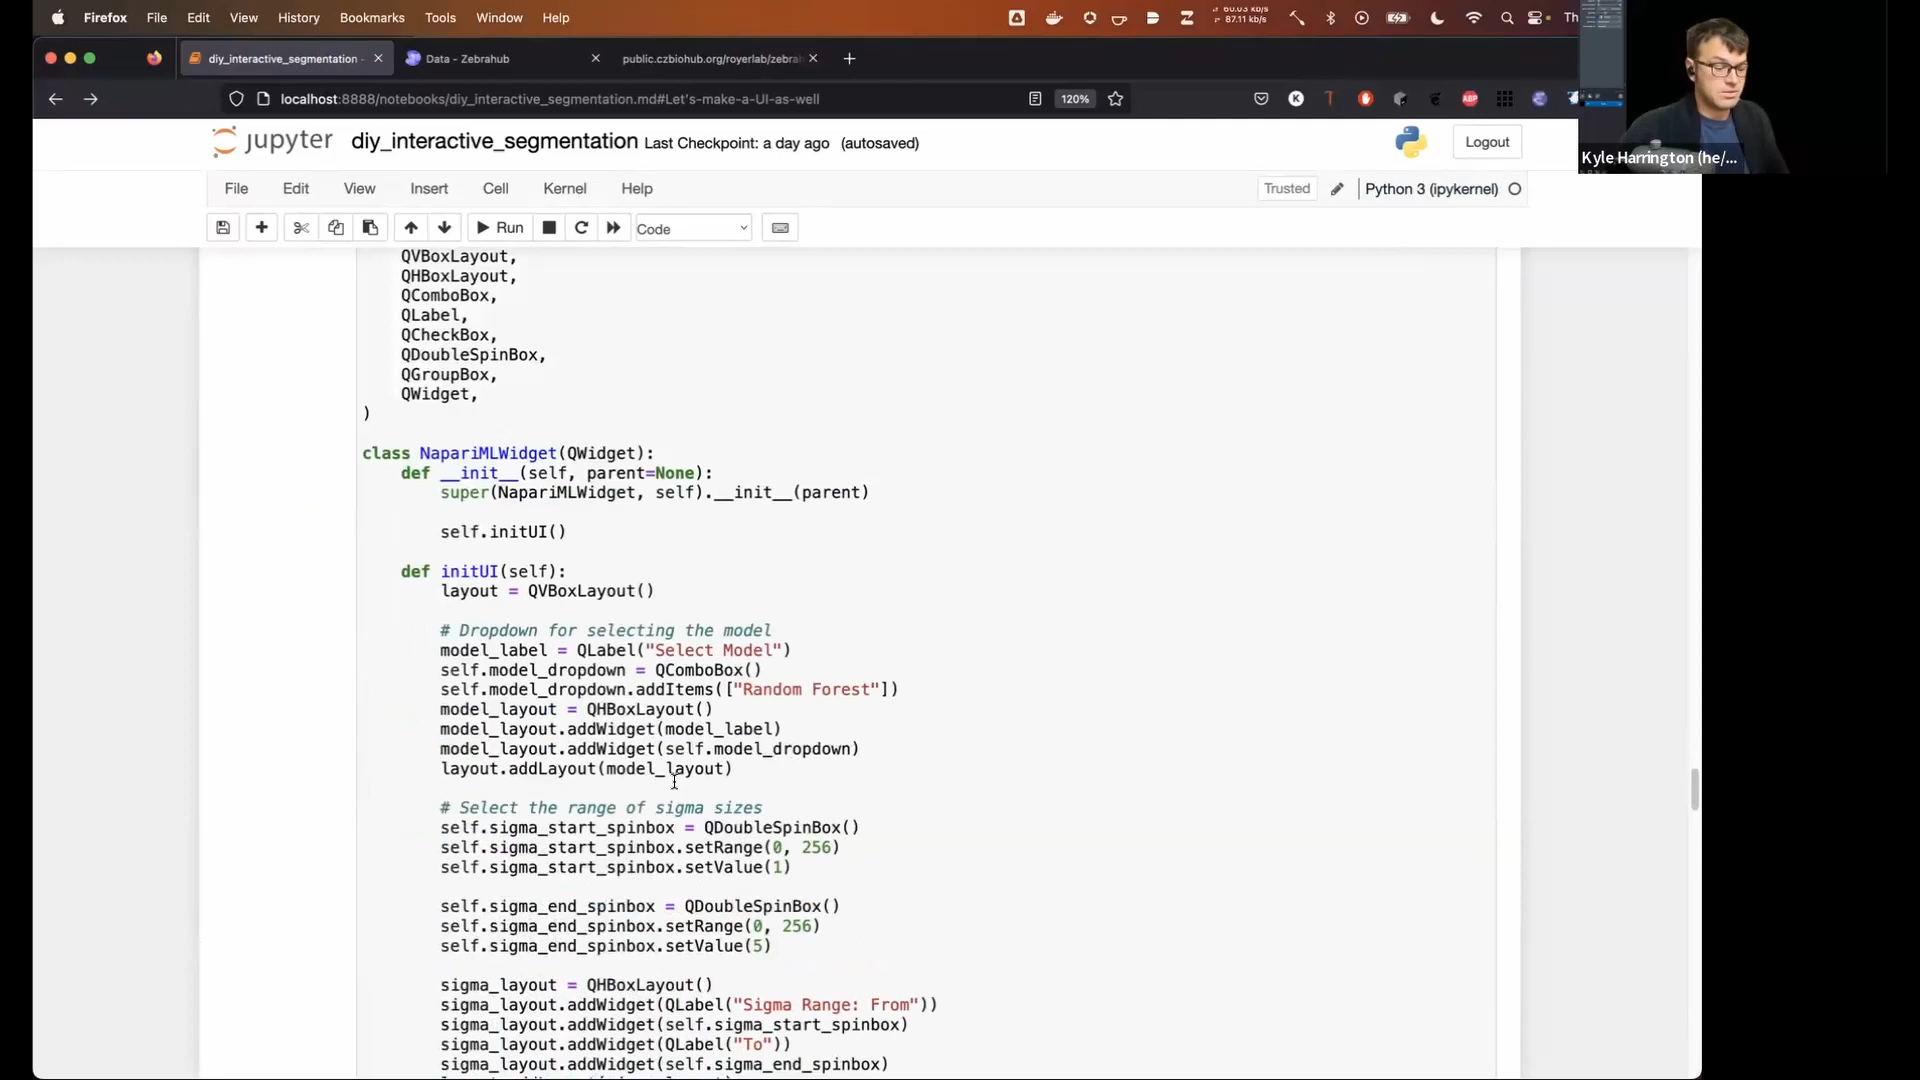 Firefox File Edit View History Bookmarks Tools Window Help
60.03 kb/s
87.11 kb/s
Th
diy_interactive_segmentation -
Data - Zebrahub
public.czbiohub.org/royerlab/zebra
localhost:8888/notebooks/diy_interactive_segmentation.md#Let's-make-a-UI-as-well
120%
Kyle Harrington (he/...
jupyter diy_interactive_segmentation Last Checkpoint: a day ago (autosaved)
Logout
File Edit View Insert Cell Kernel Help
Trusted
Python 3 (ipykernel)
Run
Code
QVBoxLayout,
QHBoxLayout,
QComboBox,
QLabel,
QCheckBox,
QDoubleSpinBox,
QGroupBox,
QWidget,
)
class NapariMLWidget(QWidget):
def __init__(self, parent=None):
super(NapariMLWidget, self).__init__(parent)
self.initUI()
def initUI(self):
layout = QVBoxLayout()
# Dropdown for selecting the model
model_label = QLabel("Select Model")
self.model_dropdown = QComboBox()
self.model_dropdown.addItems(["Random Forest"])
model_layout = QHBoxLayout()
model_layout.addWidget(model_label)
model_layout.addWidget(self.model_dropdown)
layout.addLayout(model_layout)
# Select the range of sigma sizes
self.sigma_start_spinbox = QDoubleSpinBox()
self.sigma_start_spinbox.setRange(0, 256)
self.sigma_start_spinbox.setValue(1)
self.sigma_end_spinbox = QDoubleSpinBox()
self.sigma_end_spinbox.setRange(0, 256)
self.sigma_end_spinbox.setValue(5)
sigma_layout = QHBoxLayout()
sigma_layout.addWidget(QLabel("Sigma Range: From"))
sigma_layout.addWidget(self.sigma_start_spinbox)
sigma_layout.addWidget(QLabel("To"))
sigma_layout.addWidget(self.sigma_end_spinbox)